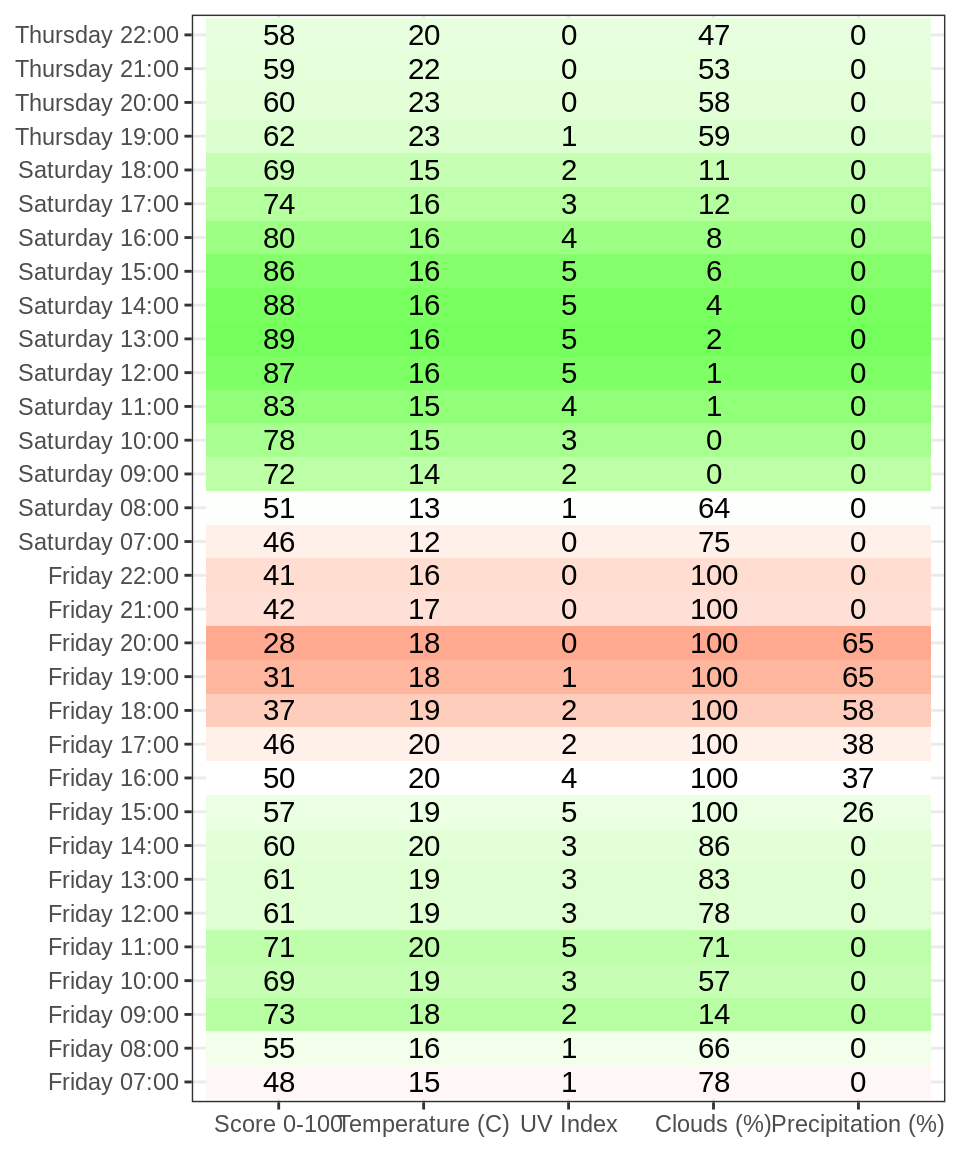 Thursday 22:00 58 20 0 47 0
Thursday 21:00 59 22 0 53 0
Thursday 20:00 60 23 0 58 0
Thursday 19:00 62 23 1 59 0
Saturday 18:00 69 15 2 11 0
Saturday 17:00 74 16 3 12 0
Saturday 16:00 80 16 4 8 0
Saturday 15:00 86 16 5 6 0
Saturday 14:00 88 16 5 4 0
Saturday 13:00 89 16 5 2 0
Saturday 12:00 87 16 5 1 0
Saturday 11:00 83 15 4 1 0
Saturday 10:00 78 15 3 0 0
Saturday 09:00 72 14 2 0 0
Saturday 08:00 51 13 1 64 0
Saturday 07:00 46 12 0 75 0
Friday 22:00 41 16 0 100 0
Friday 21:00 42 17 0 100 0
Friday 20:00 28 18 0 100 65
Friday 19:00 31 18 1 100 65
Friday 18:00 37 19 2 100 58
Friday 17:00 46 20 2 100 38
Friday 16:00 50 20 4 100 37
Friday 15:00 57 19 5 100 26
Friday 14:00 60 20 3 86 0
Friday 13:00 61 19 3 83 0
Friday 12:00 61 19 3 78 0
Friday 11:00 71 20 5 71 0
Friday 10:00 69 19 3 57 0
Friday 09:00 73 18 2 14 0
Friday 08:00 55 16 1 66 0
Friday 07:00 48 15 1 78 0
Score 0-100 Temperature (C) UV Index Clouds (%) Precipitation (%)